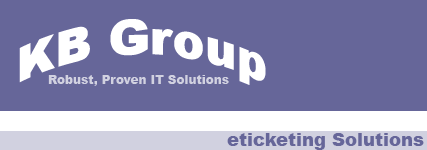 KB Group
Robust, Proven IT Solutions
eticketing Solutions